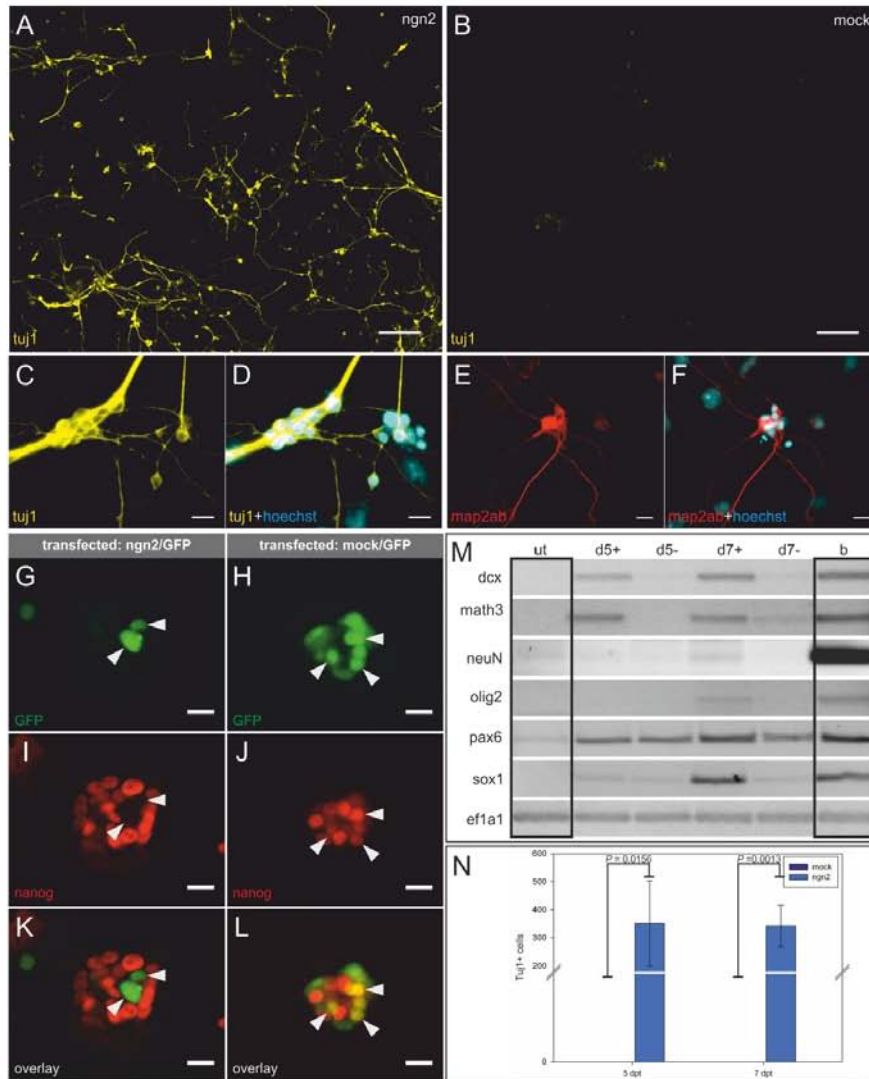 A
ngn2
tuj1
B
mock
tuj1
C
tuj1
D
tuj1+hoechst
E
map2ab
F
map2ab+hoechst
transfected: ngn2/GFP
transfected: mock/GFP
G
GFP
H
GFP
I
nanog
J
nanog
K
overlay
L
overlay
M
ut d5+ d5- d7+ d7- b
dcx
math3
neuN
olig2
pax6
sox1
ef1a1
N
P = 0.0156
P =0.0013
mock
ngn2
600
500
400
300
200
0
Tuj1+ cells
5 dpt
7 dpt